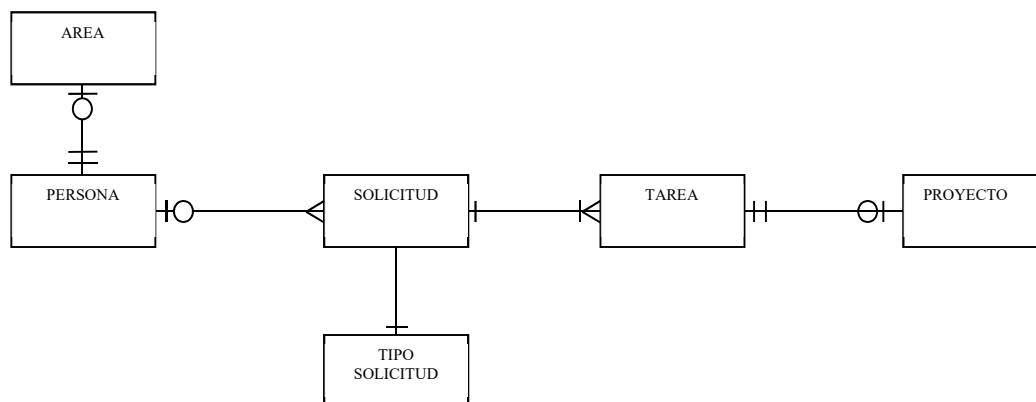 AREA
PERSONA
SOLICITUD
TAREA
PROYECTO
TIPO
SOLICITUD